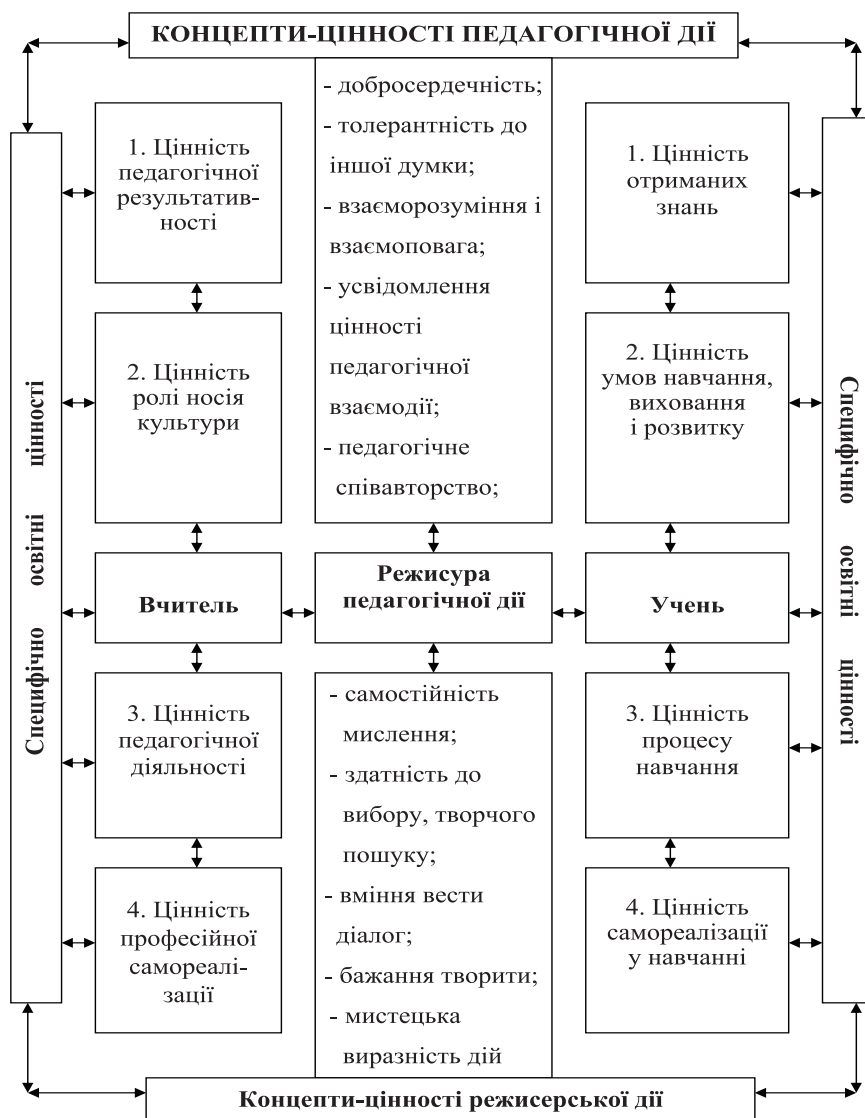 КОНЦЕПТИ-ЦІННОСТІ ПЕДАГОГІЧНОЇ ДІЇ
Специфічно освітні цінності
1. Цінність
педагогічної
результатив-
ності
2. Цінність
ролі носія
культури
Вчитель
3. Цінність
педагогічної
діяльності
4. Цінність
професійної
самореалі-
зації
- добросердечність;
- толерантність до
іншої думки;
- взаєморозуміння і
взаємоповага;
- усвідомлення
цінності
педагогічної
взаємодії;
- педагогічне
співавторство;
Режисура
педагогічної дії
- самостійність
мислення;
- здатність до
вибору, творчого
пошуку;
- вміння вести
діалог;
- бажання творити;
- мистецька
виразність дій
1. Цінність
отриманих
знань
2. Цінність
умов навчання,
виховання
і розвитку
Учень
3. Цінність
процесу
навчання
4. Цінність
самореалізації
у навчанні
Специфічно освітні цінності
Концепти-цінності режисерської дії